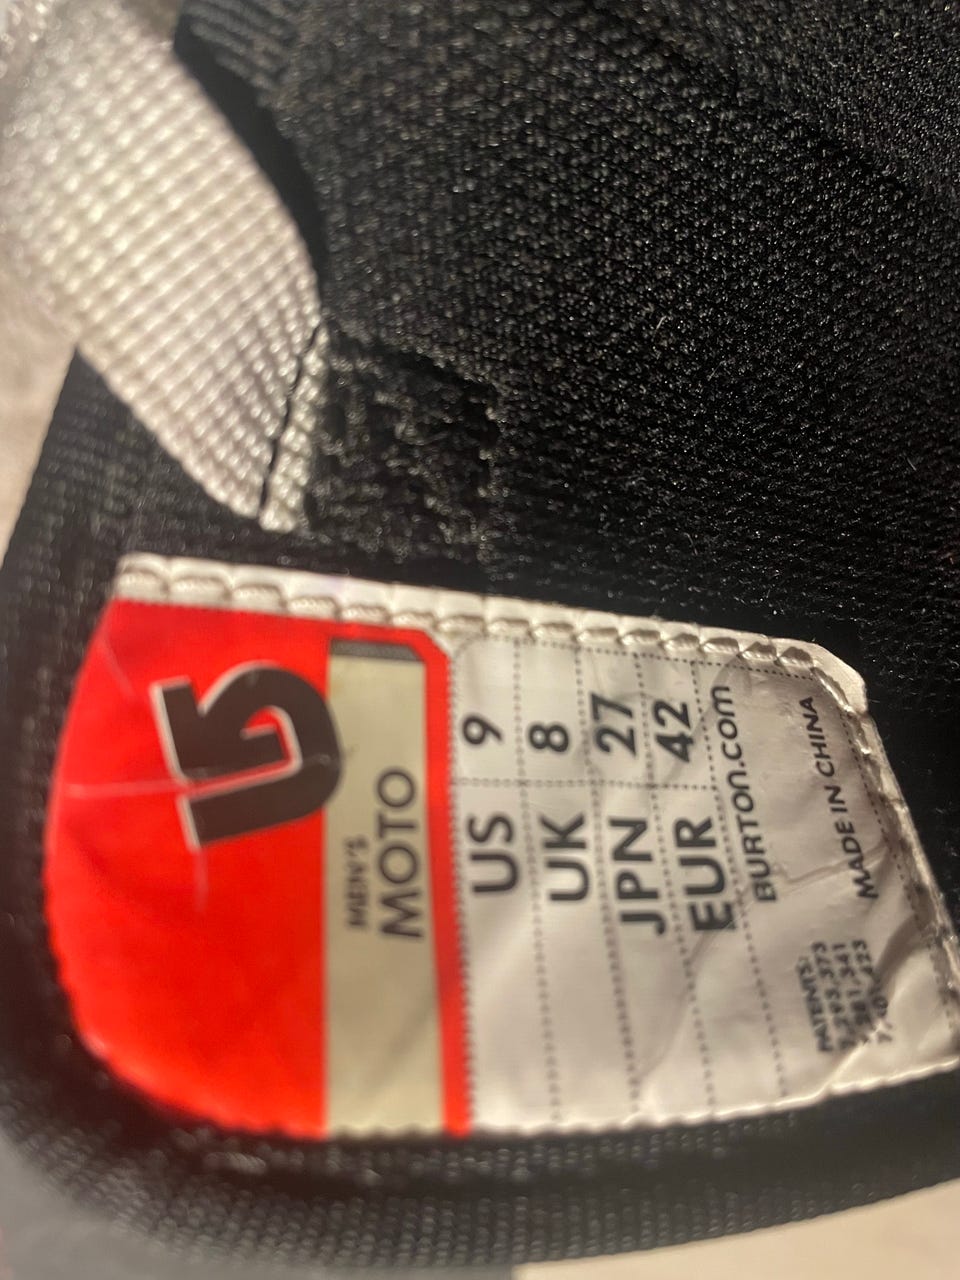 MEN'S
MOTO
US 9
UK 8
JPN 27
EUR 42
BURTON.com
MADE IN CHINA
PATENTS: